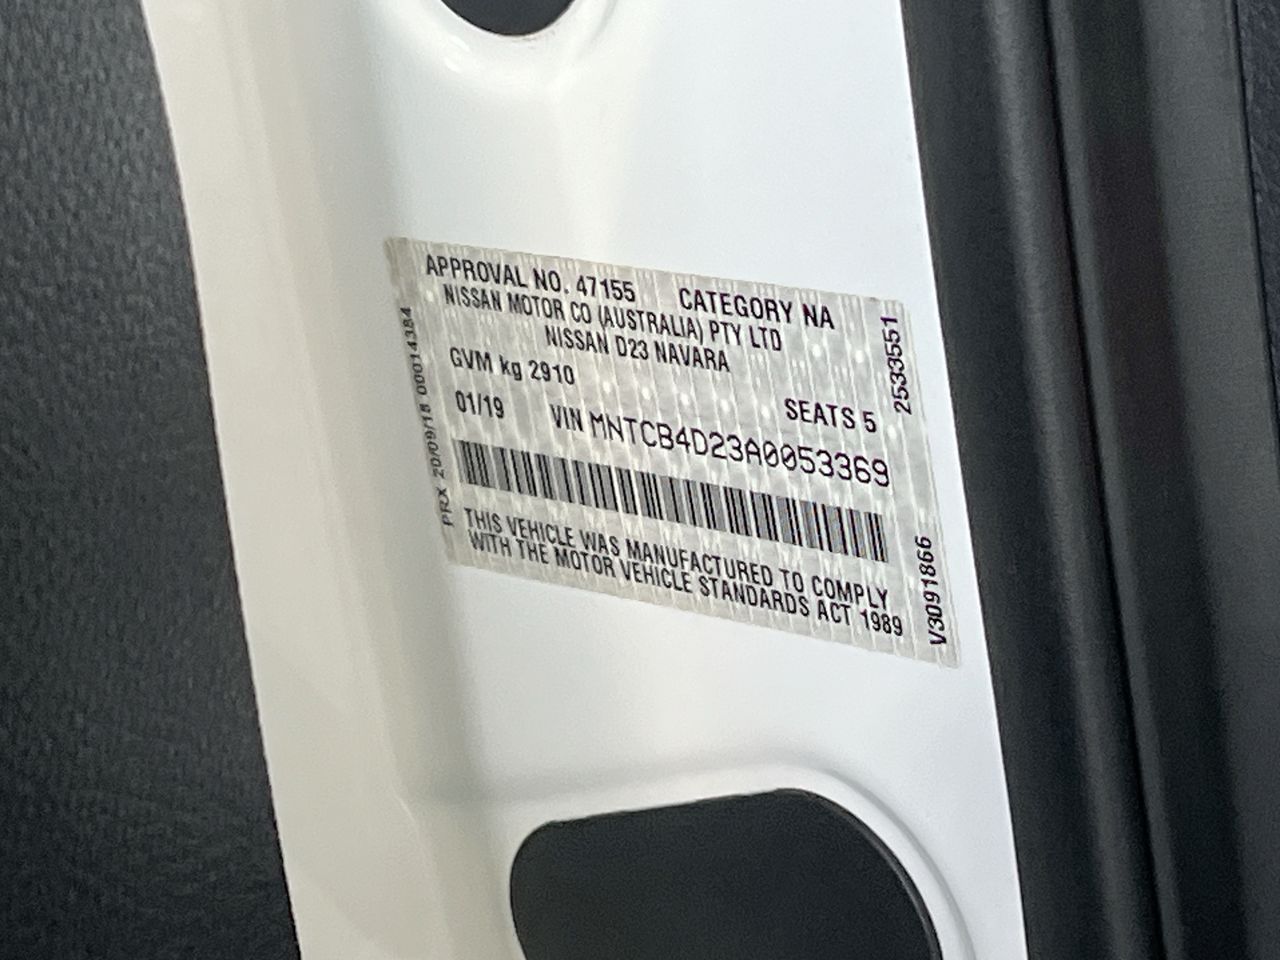 APPROVAL NO. 47155 CATEGORY NA
NISSAN MOTOR CO (AUSTRALIA) PTY LTD
NISSAN D23 NAVARA
GVM kg 2910 SEATS 5
01/19 VIN MNTCB4D23A0053369
THIS VEHICLE WAS MANUFACTURED TO COMPLY
WITH THE MOTOR VEHICLE STANDARDS ACT 1989
PRX 20/09/18 00014384
2533551
V3091866